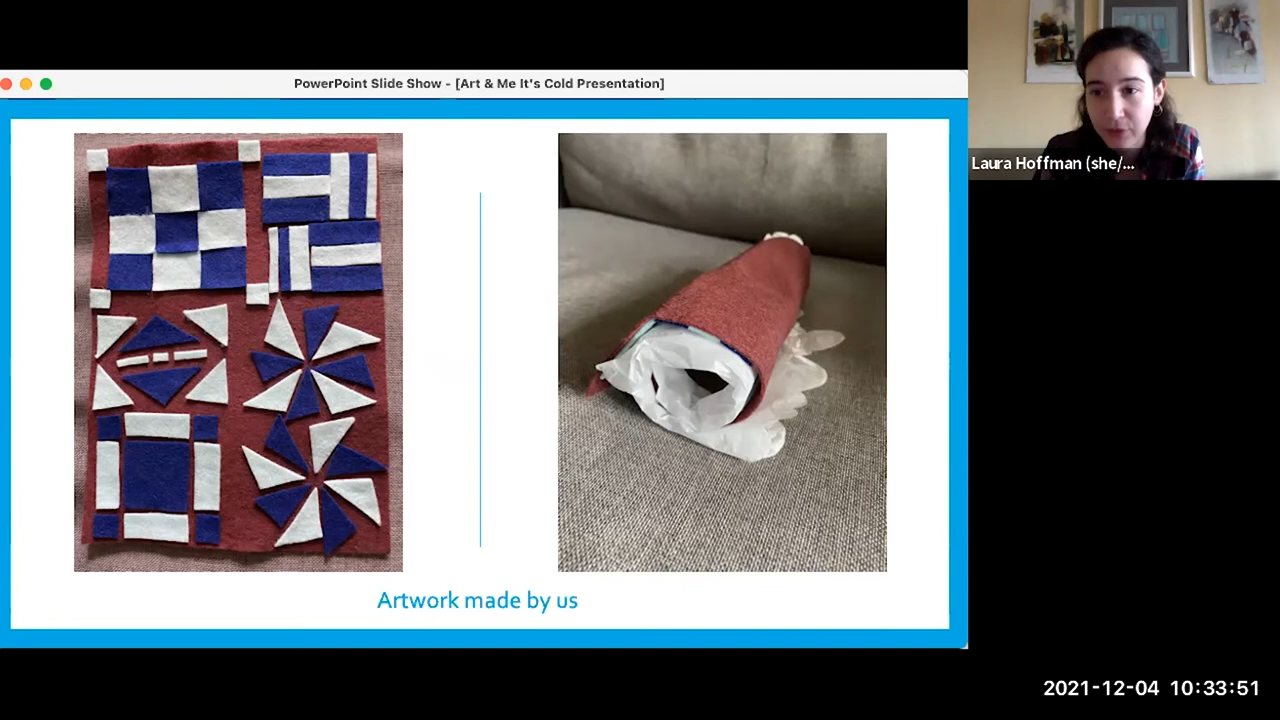 PowerPoint Slide Show - [Art & Me It's Cold Presentation]
Laura Hoffman (she/...
Artwork made by us
2021-12-04 10:33:51